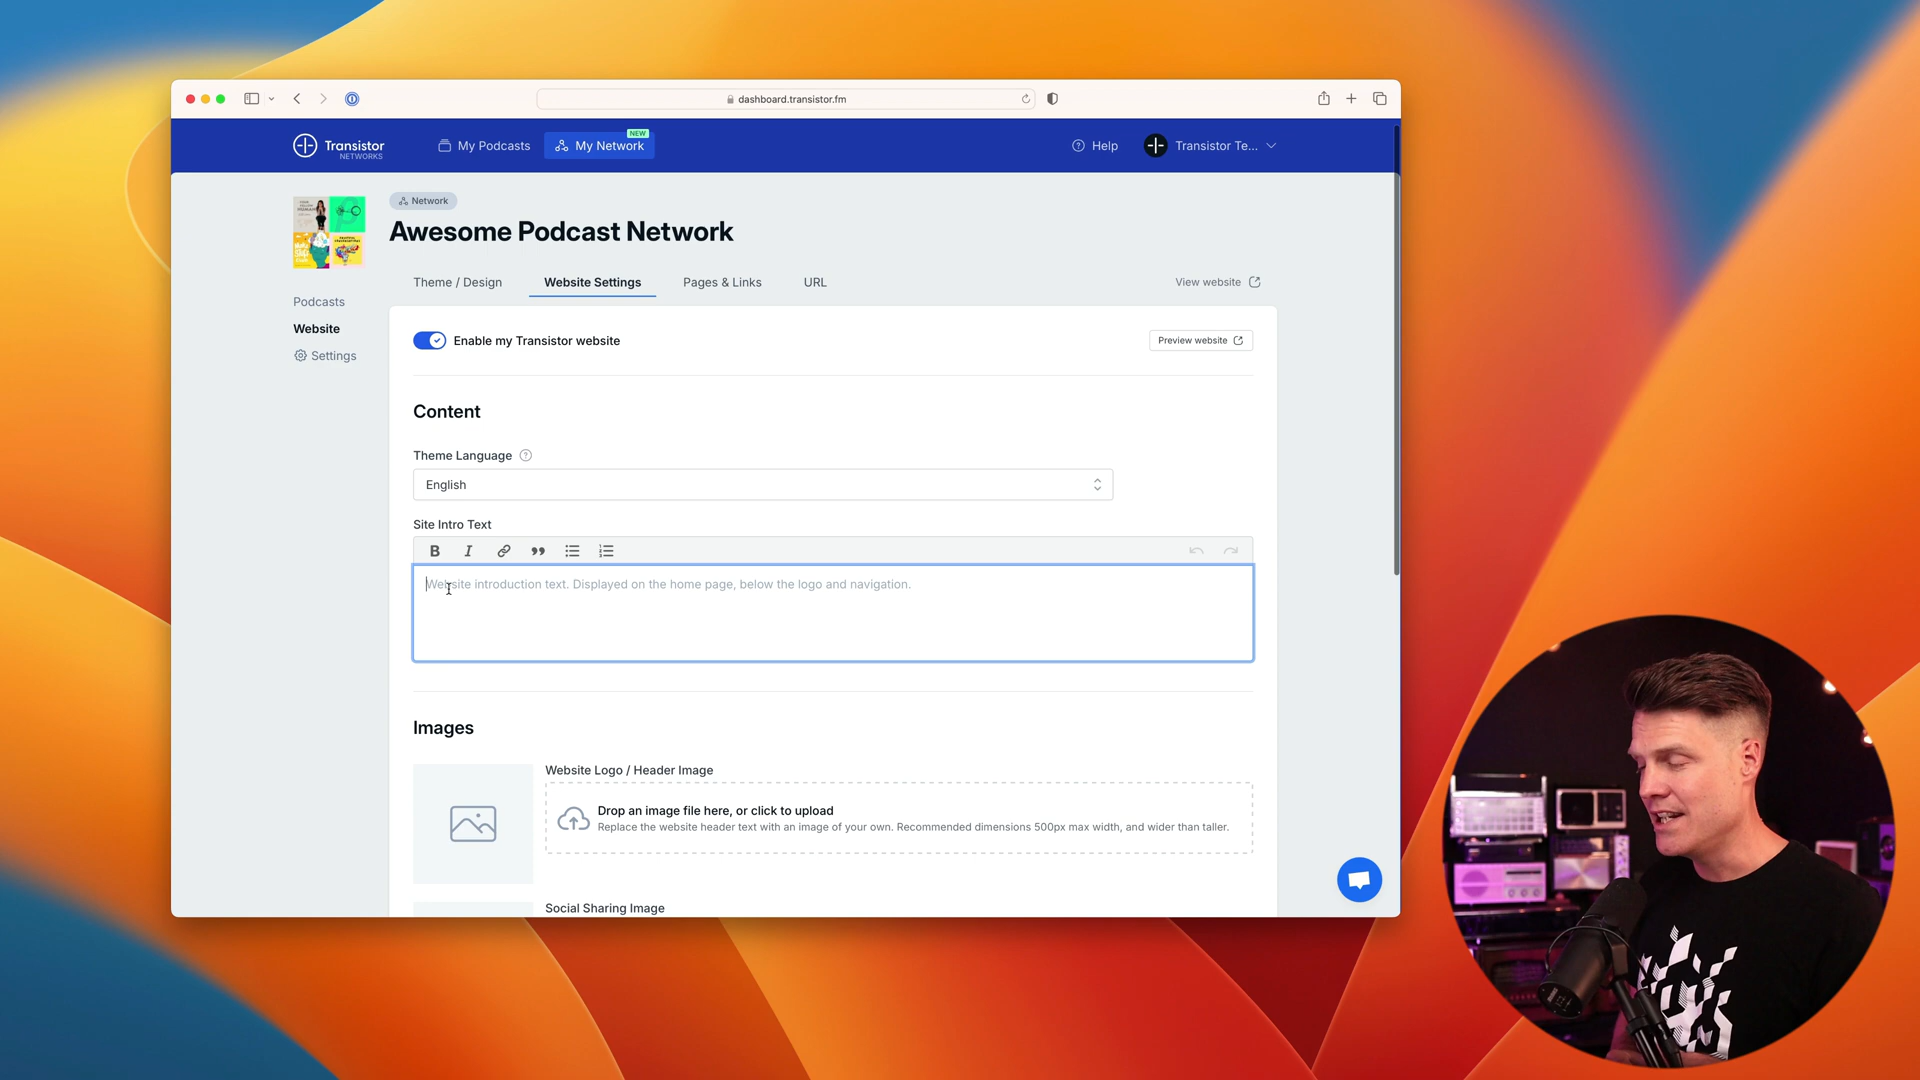 dashboard.transistor.fm
Transistor
NETWORKS
My Podcasts
NEW
My Network
Help
Transistor Te...
Network
Awesome Podcast Network
Podcasts
Website
Settings
Theme / Design
Website Settings
Pages & Links
URL
View website
Enable my Transistor website
Preview website
Content
Theme Language
English
Site Intro Text
B I
Website introduction text. Displayed on the home page, below the logo and navigation.
Images
Website Logo / Header Image
Drop an image file here, or click to upload
Replace the website header text with an image of your own. Recommended dimensions 500px max width, and wider than taller.
Social Sharing Image